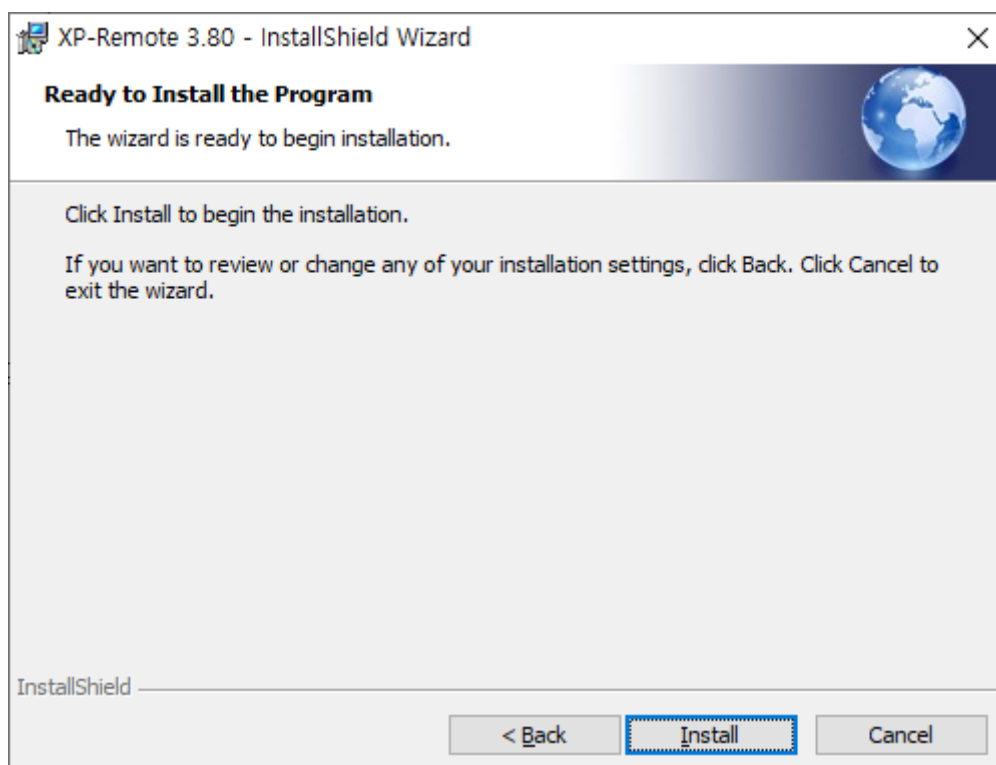 XP-Remote 3.80 - InstallShield Wizard
Ready to Install the Program
The wizard is ready to begin installation.
Click Install to begin the installation.
If you want to review or change any of your installation settings, click Back. Click Cancel to
exit the wizard.
InstallShield
< Back
Install
Cancel